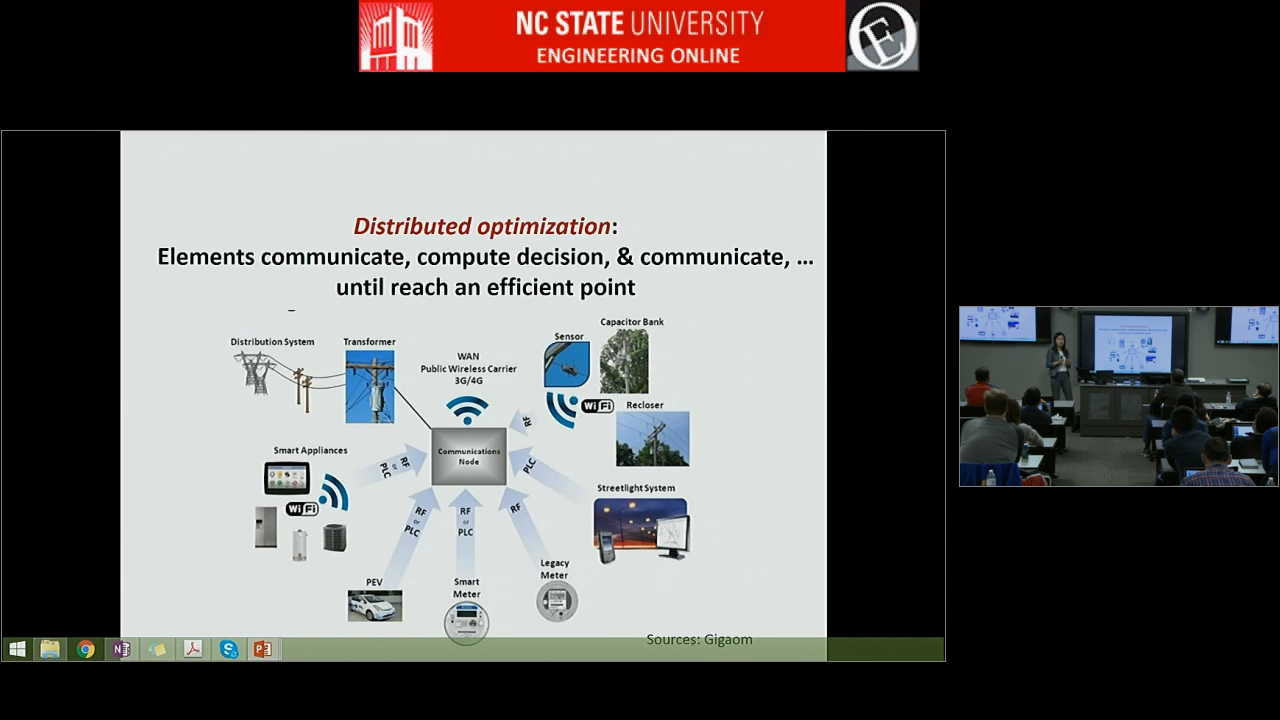 NC STATE UNIVERSITY
ENGINEERING ONLINE
Distributed optimization:
Elements communicate, compute decision, & communicate, ...
until reach an efficient point
Distribution System
Transformer
WAN
Public Wireless Carrier
3G/4G
Sensor
Capacitor Bank
WiFi
Recloser
RF
Communications
Node
Smart Appliances
WiFi
RF
or
PLC
PLC
Streetlight System
RF
or
PLC
RF
or
PLC
RF
PEV
Smart
Meter
Legacy
Meter
Sources: Gigaom